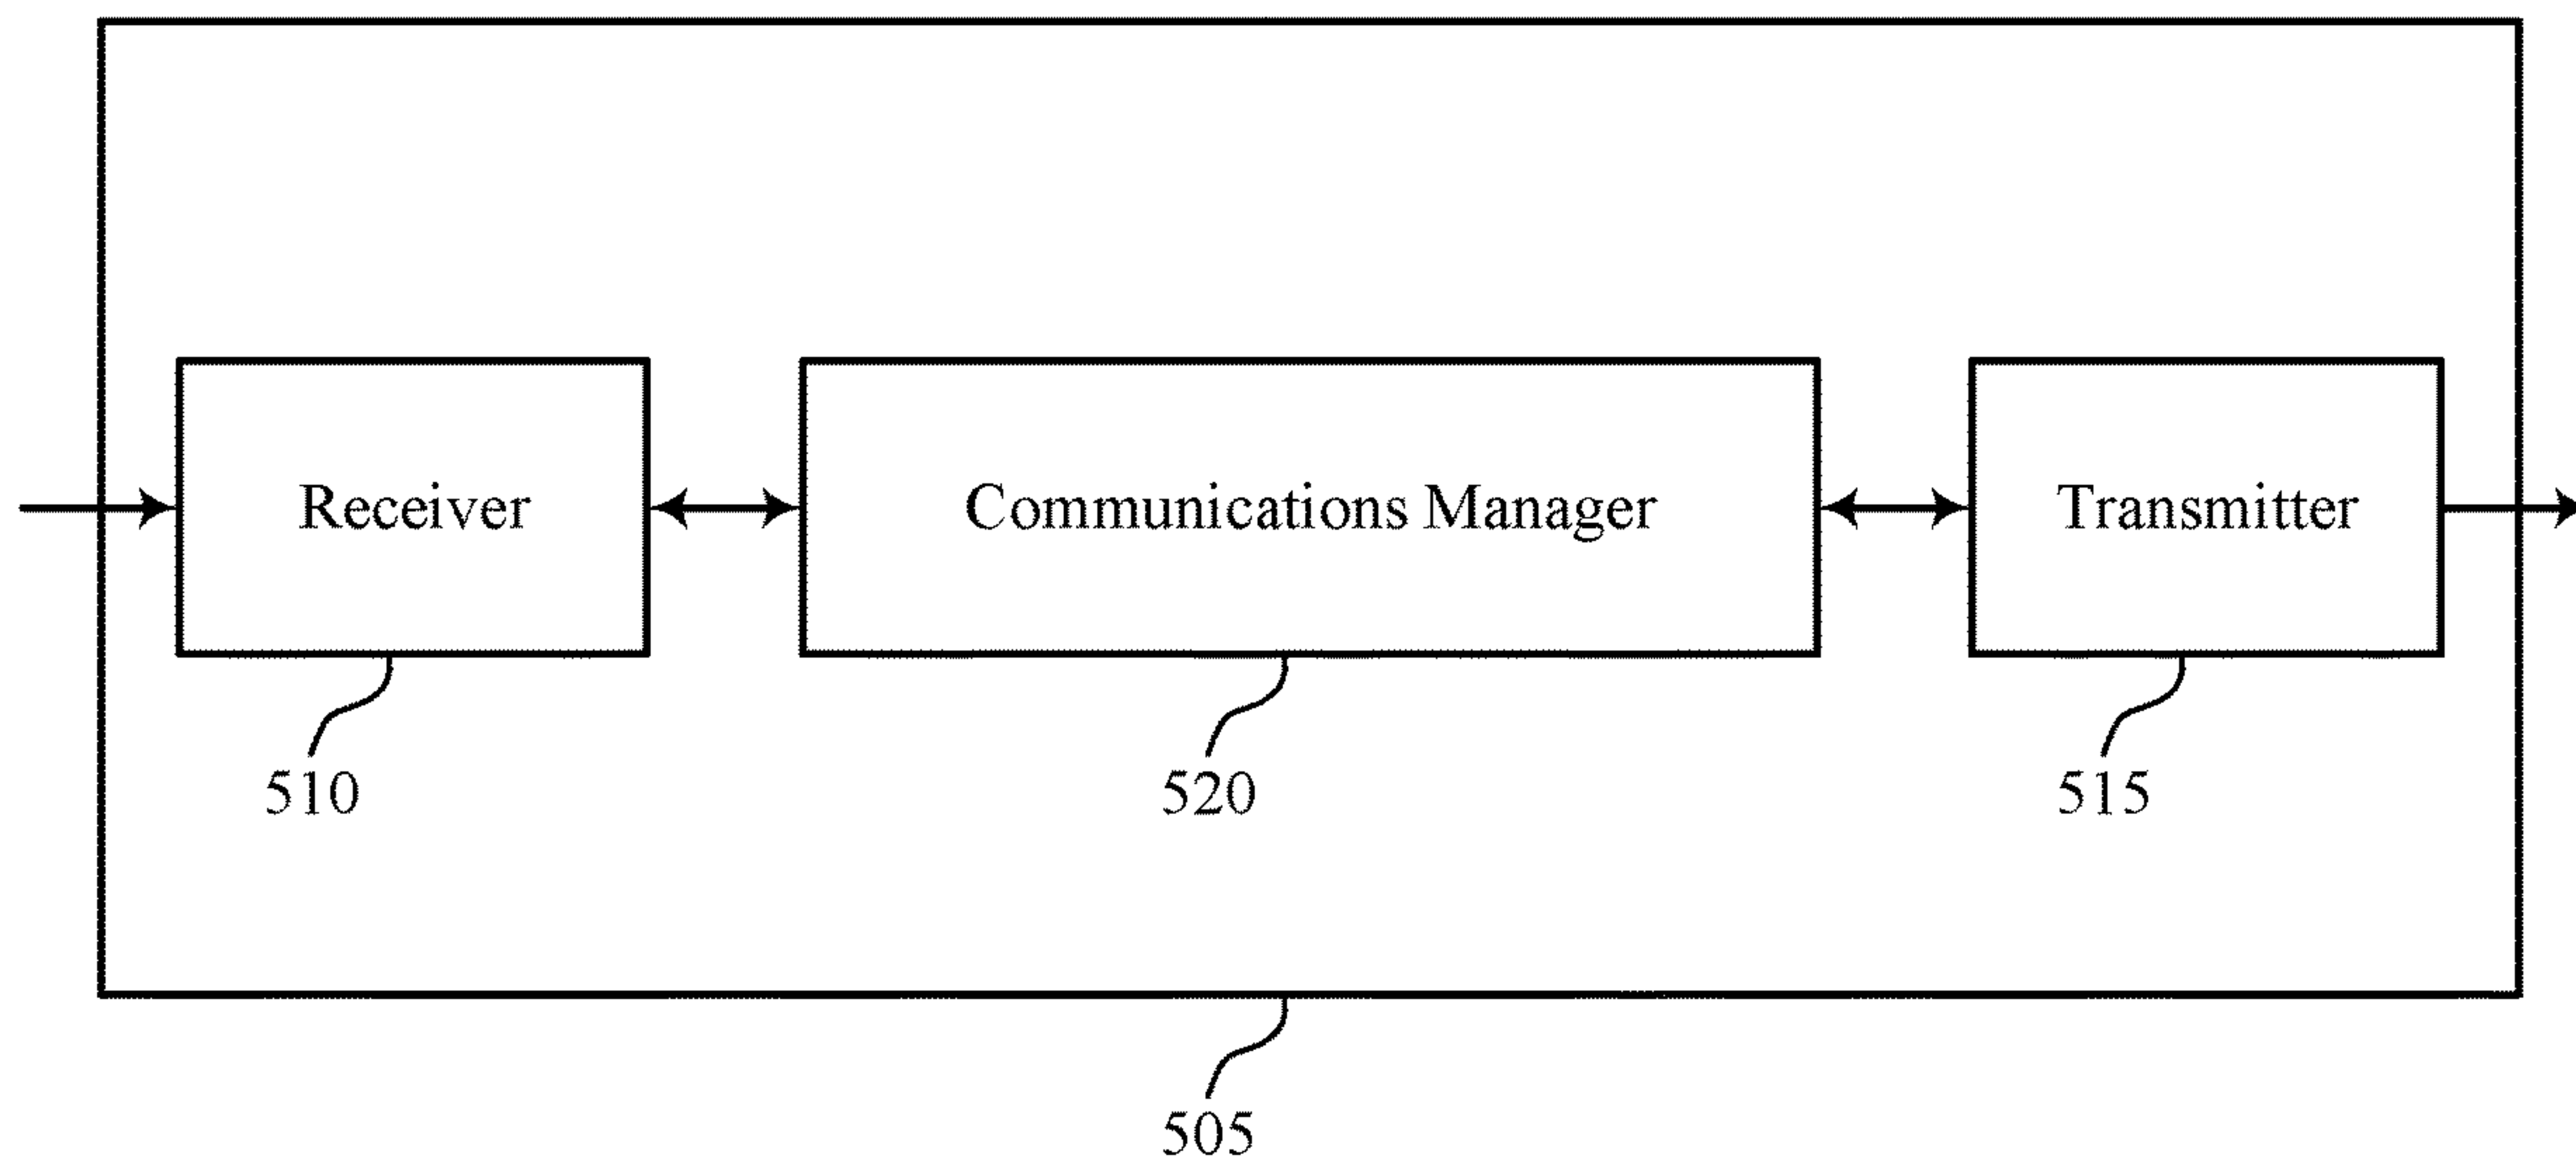 Receiver
Communications Manager
Transmitter
510
520
515
505